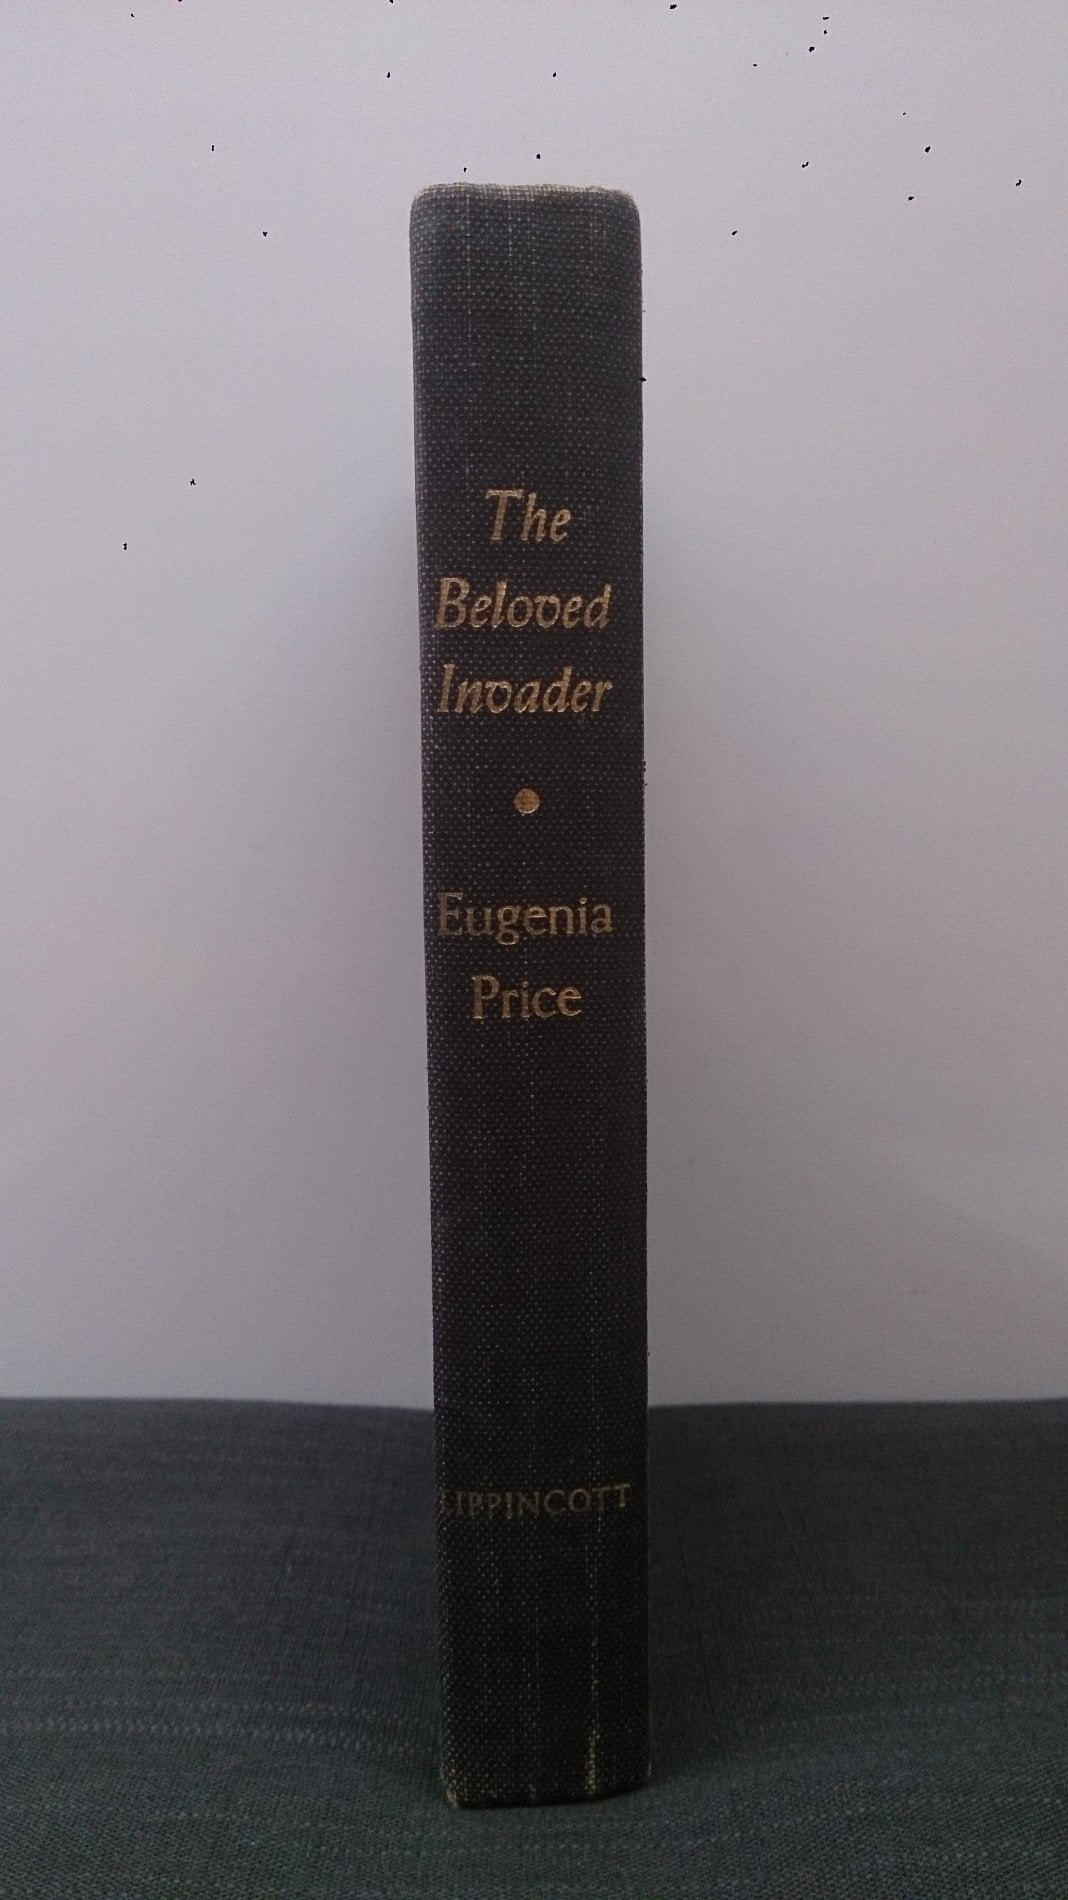 The
Beloved
Invader
•
Eugenia
Price
LIPPINCOTT